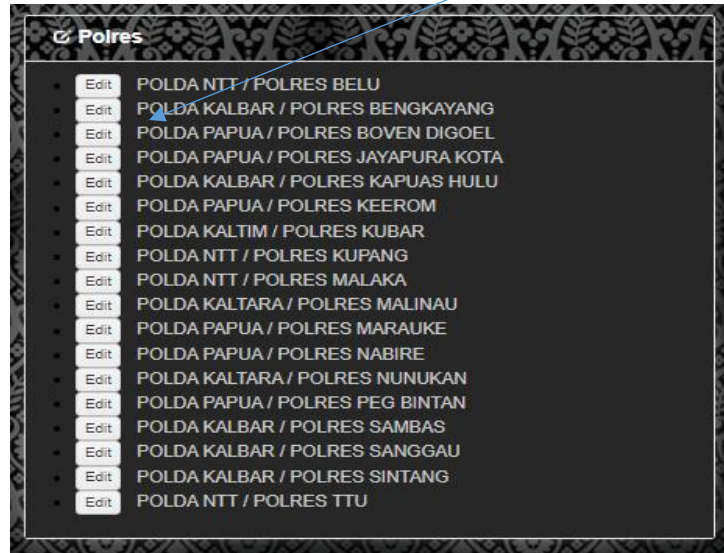 Polres
Edit POLDA NTT / POLRES BELU
Edit POLDA KALBAR / POLRES BENGKAYANG
Edit POLDA PAPUA / POLRES BOVEN DIGOEL
Edit POLDA PAPUA / POLRES JAYAPURA KOTA
Edit POLDA KALBAR / POLRES KAPUAS HULU
Edit POLDA PAPUA / POLRES KEEROM
Edit POLDA KALTIM / POLRES KUBAR
Edit POLDA NTT / POLRES KUPANG
Edit POLDA NTT / POLRES MALAKA
Edit POLDA KALTARA / POLRES MALINAU
Edit POLDA PAPUA / POLRES MARAUKE
Edit POLDA PAPUA / POLRES NABIRE
Edit POLDA KALTARA / POLRES NUNUKAN
Edit POLDA PAPUA / POLRES PEG BINTAN
Edit POLDA KALBAR / POLRES SAMBAS
Edit POLDA KALBAR / POLRES SANGGAU
Edit POLDA KALBAR / POLRES SINTANG
Edit POLDA NTT / POLRES TTU